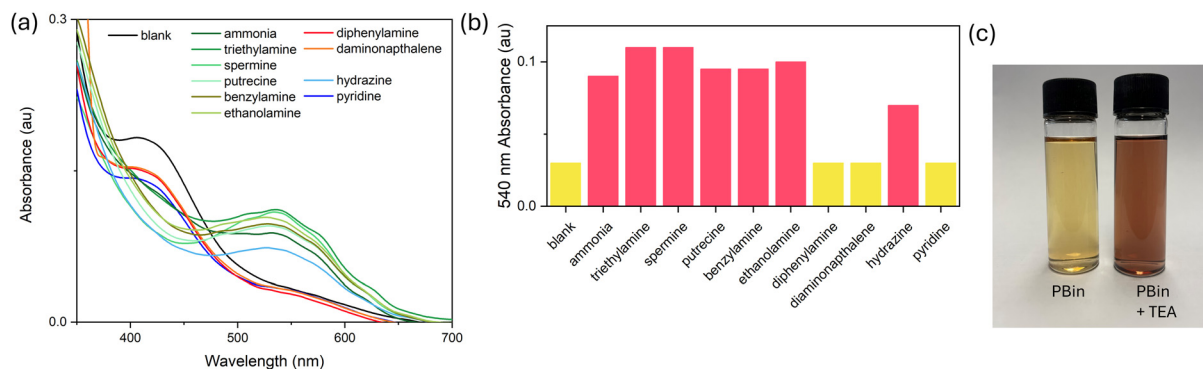 (a)
0.3
0.0
Absorbance (au)
blank
ammonia
triethylamine
spermine
putrecine
benzylamine
ethanolamine
diphenylamine
daminonapthalene
hydrazine
pyridine
400
500
600
700
Wavelength (nm)
(b)
540 nm Absorbance (au)
0.1
0.0
blank
ammonia
triethylamine
spermine
putrecine
benzylamine
ethanolamine
diphenylamine
diaminonapthalene
hydrazine
pyridine
(c)
PBin
PBin
+ TEA